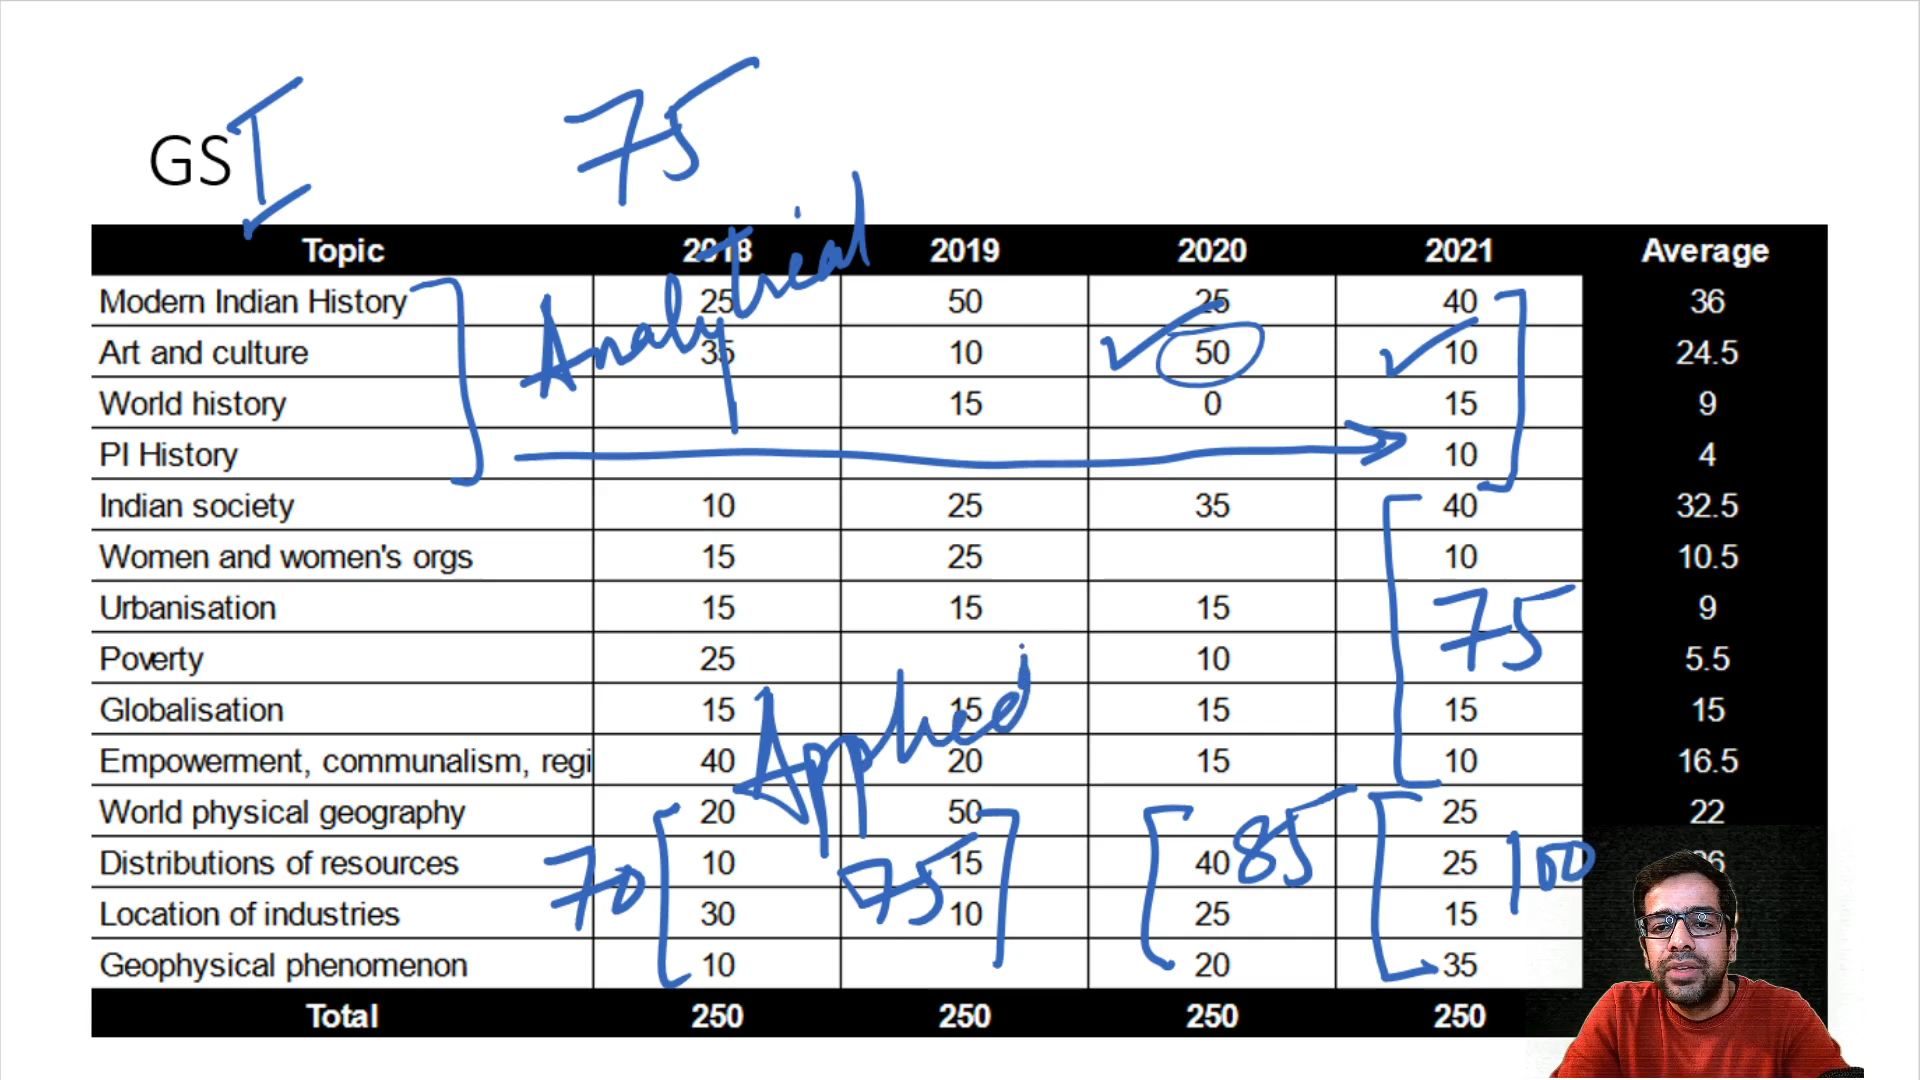 GS I 75
Topic 2018 2019 2020 2021 Average
Modern Indian History 25 50 25 40 36
Art and culture 35 10 50 10 24.5
World history 15 0 15 9
PI History 10 4
Analytical
Indian society 10 25 35 40 32.5
Women and women's orgs 15 25 10 10.5
Urbanisation 15 15 15 9
75
Poverty 25 10 5.5
Globalisation 15 15 15 15 15
Applied
Empowerment, communalism, regi 40 20 15 10 16.5
World physical geography 20 50 25 22
Distributions of resources 10 15 40 25
70 75 85 100
Location of industries 30 10 25 15
Geophysical phenomenon 10 20 35
Total 250 250 250 250